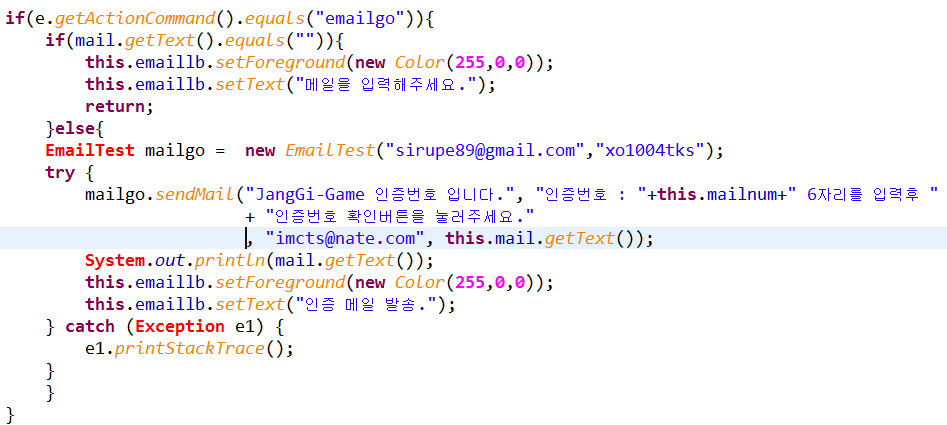 if(e.getActionCommand().equals("emailgo")){
if(mail.getText().equals("")){
this.emaillb.setForeground(new Color(255,0,0));
this.emaillb.setText("메일을 입력해주세요.");
return;
}else{
EmailTest mailgo =  new EmailTest("sirupe89@gmail.com","xo1004tks");
try {
mailgo.sendMail("JangGi-Game 인증번호 입니다.", "인증번호 : "+this.mailnum+" 6자리를 입력후 "
+ "인증번호 확인버튼을 눌러주세요."
, "imcts@nate.com", this.mail.getText());
System.out.println(mail.getText());
this.emaillb.setForeground(new Color(255,0,0));
this.emaillb.setText("인증 메일 발송.");
} catch (Exception e1) {
e1.printStackTrace();
}
}
}